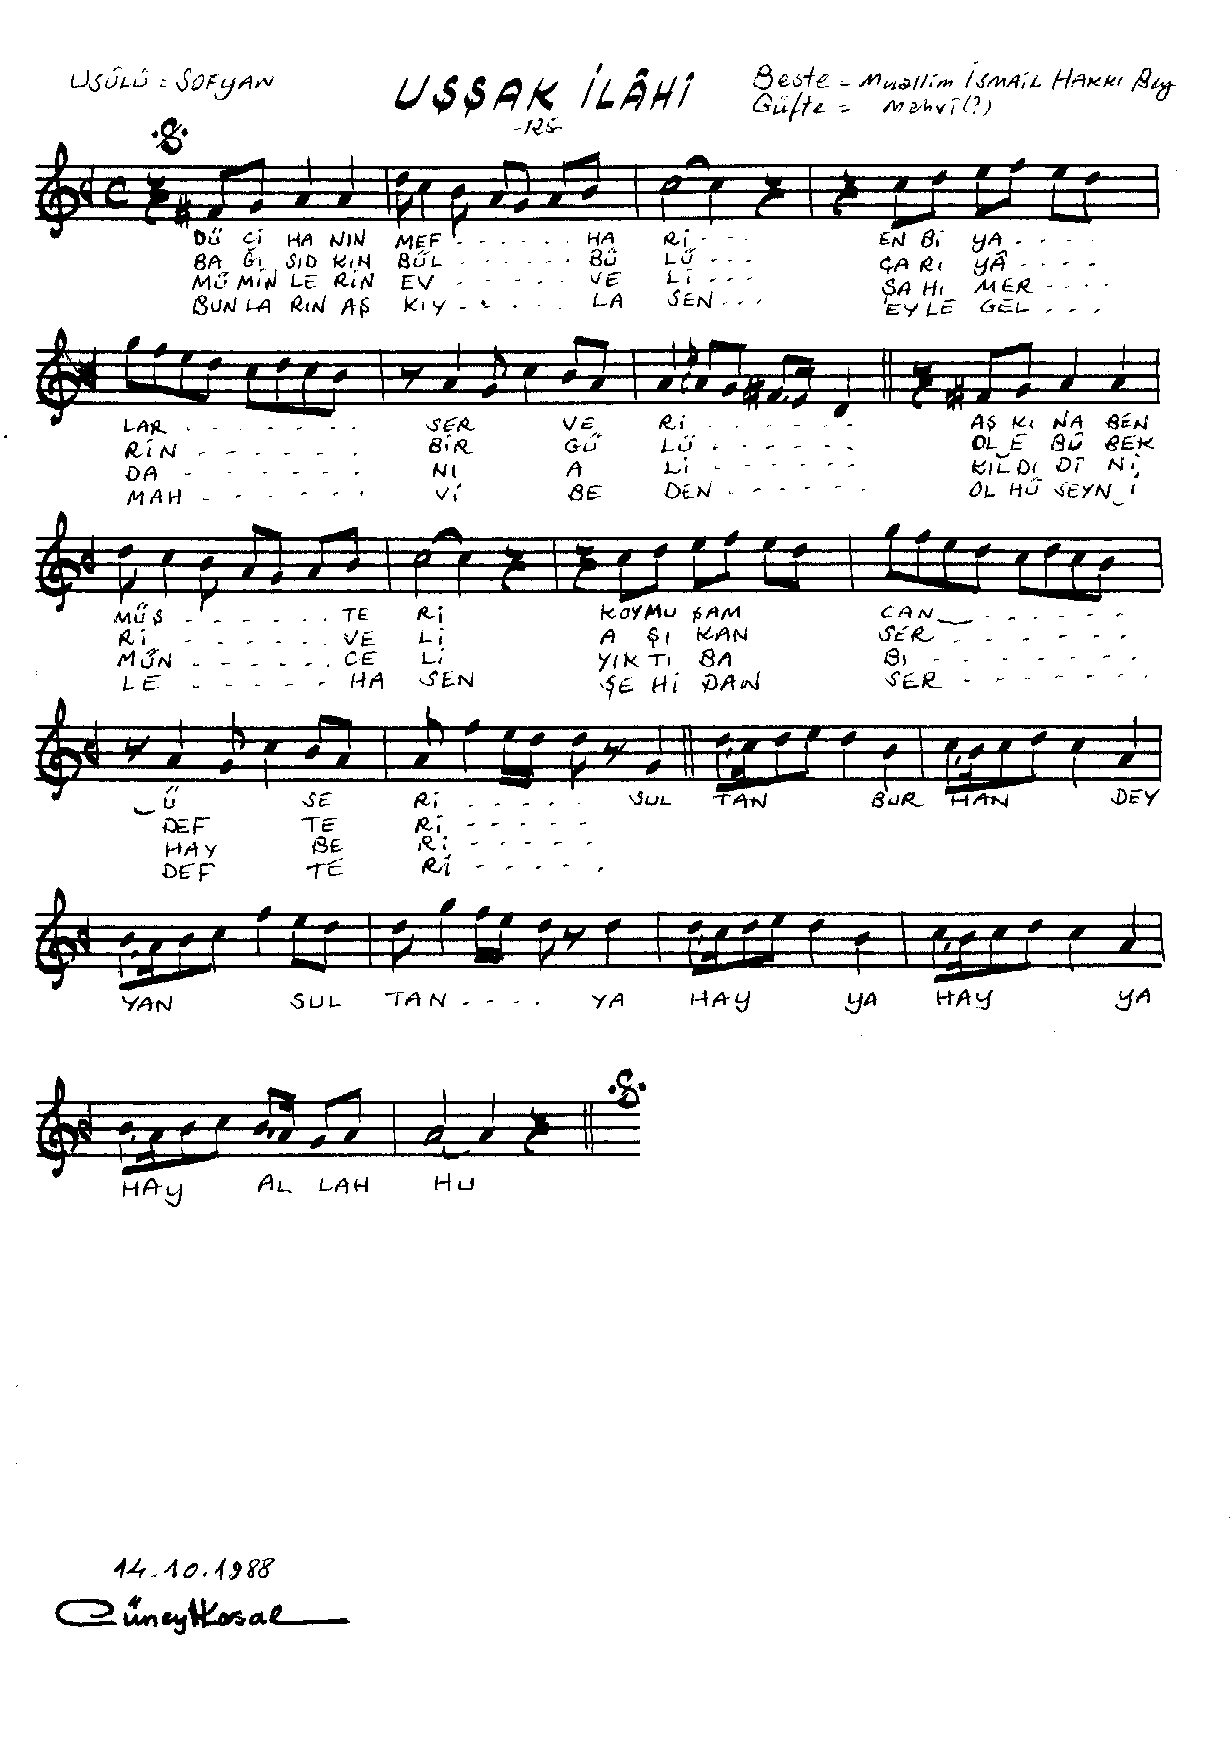 USÛLÜ = SOFYAN
UŞŞAK İLÂHİ
Beste = Muallim İSMAİL HAKKI Bey
Güfte = Mahvî(?)
DÛ Cİ HA NIN MEF - - - - - - HA Rİ - - - EN Bİ YA - - - -
BA Ğİ SID KIN BÜL - - - - - - BÜ LÜ - - - ÇA RI YÂ - - - -
MÜ MİN LE RİN EV - - - - - - VE Lİ - - - ŞA HI MER - - - -
BUN LA RIN AŞ KIY - - - - - LA SEN - - - EY LE GEL - - -
LAR - - - - - - - SER VE Rİ - - - - - - AŞ KI NA BEN
RİN - - - - - - - BİR GÜ LÜ - - - - - - OL E BÛ BEK
DA - - - - - - - NI A Lİ - - - - - - KIL DI DÎ Nİ
MAH - - - - - - Vİ BE DEN - - - - - - OL HÜ SEYN İ
MÜŞ - - - - - - TE Rİ KOYMU ŞAM CAN - - - - - -
Rİ - - - - - - VE Lİ A ŞI KAN SER - - - - - -
MÜN - - - - - - CE Lİ YIK TI BA BI - - - - - - -
LE - - - - - HA SEN ŞE Hİ DAN SER - - - - - -
Ü SE Rİ - - - - - SUL TAN BUR HAN DEY
DEF TE Rİ - - - - -
HAY BE Rİ - - - - -
DEF TE Rİ - - - - -
YAN SUL TAN - - - - YA HAY YA HAY YA
HAY AL LAH HU
14.10.1988
Cüneyt Kosal